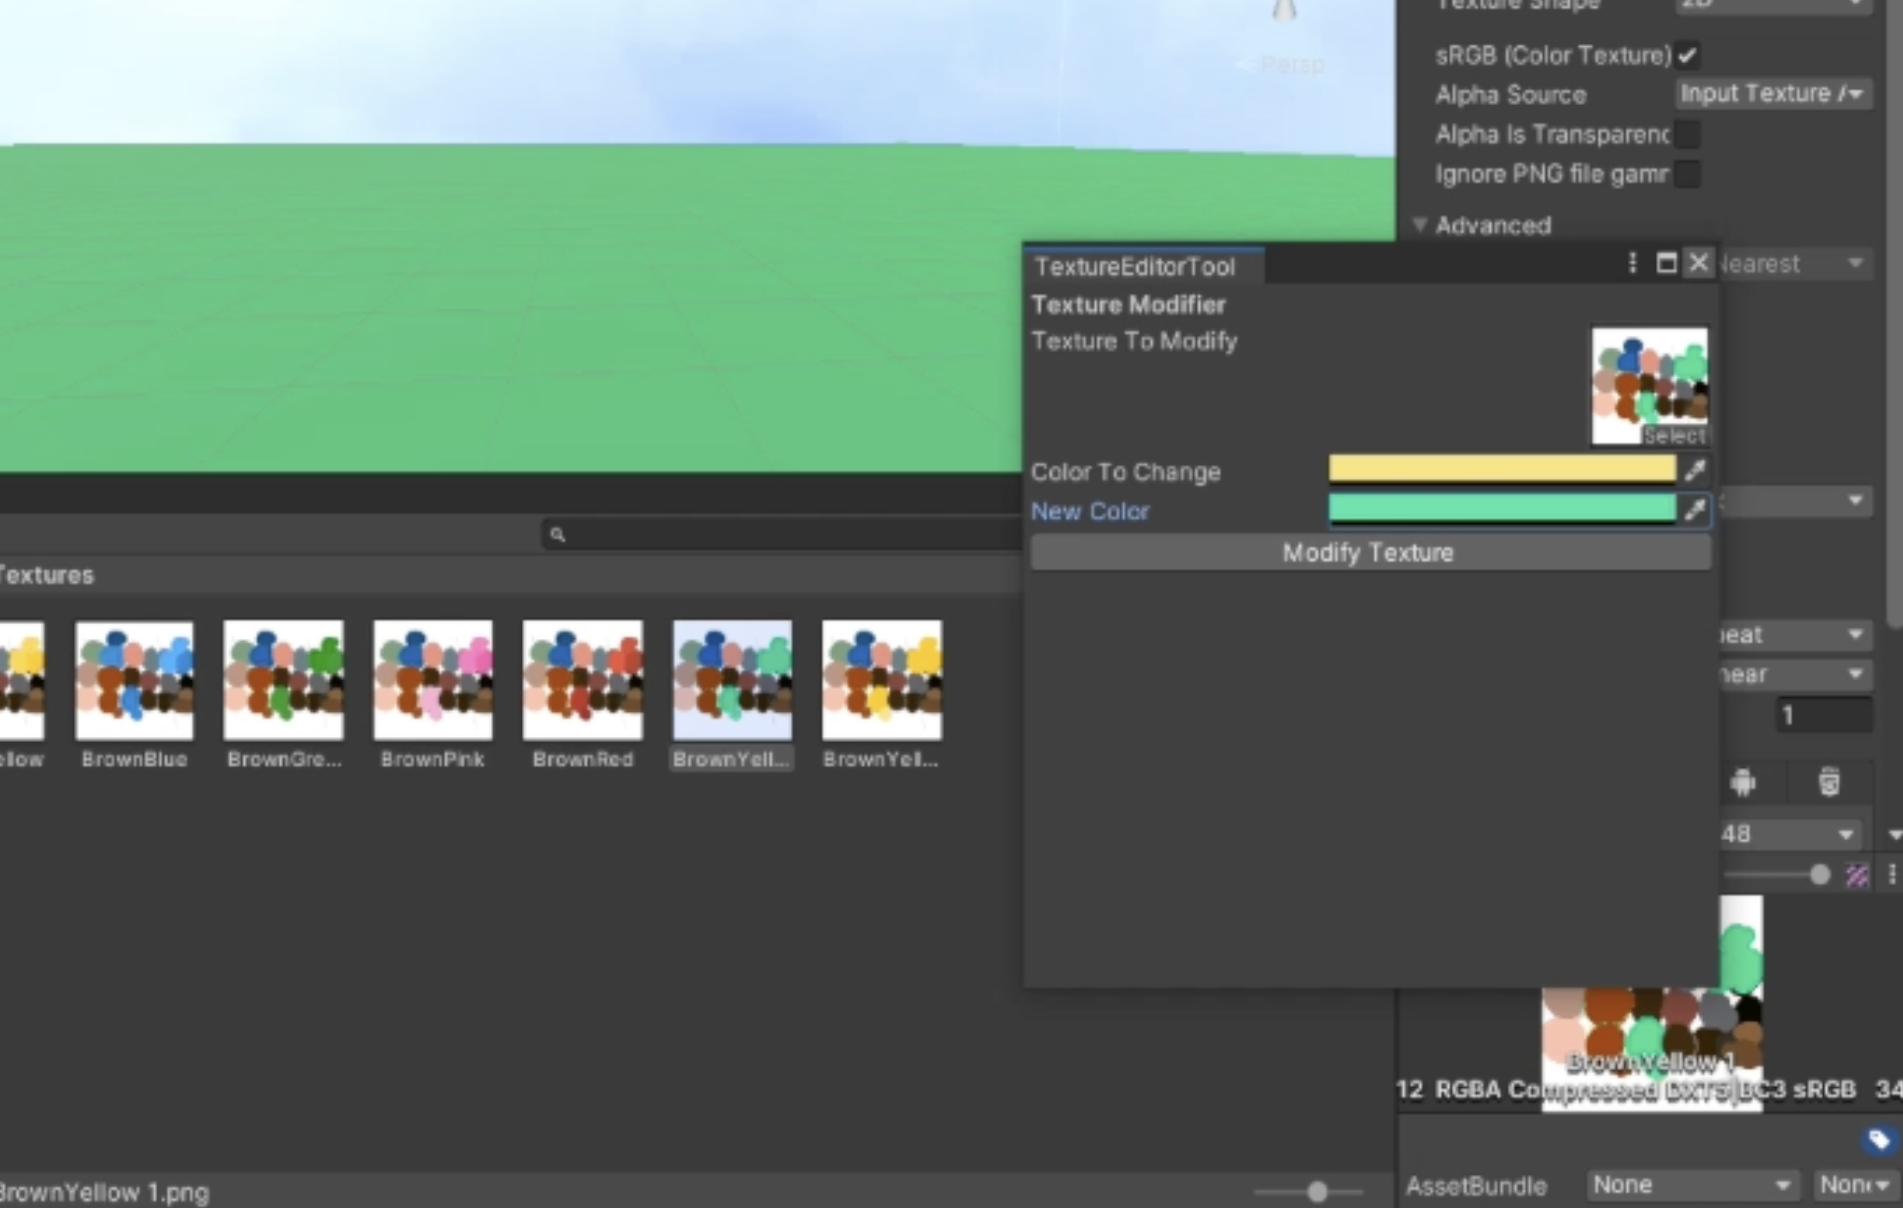 Texture Shape
2D
Persp
sRGB (Color Texture)
Alpha Source
Input Texture A
Alpha Is Transparenc
Ignore PNG file gamr
Advanced
Nearest
TextureEditorTool
Texture Modifier
Texture To Modify
Select
Color To Change
New Color
Modify Texture
Textures
ellow
BrownBlue
BrownGre...
BrownPink
BrownRed
BrownYell...
BrownYell...
peat
near
1
48
BrownYellow 1
12 RGBA Compressed DXT5|BC3 sRGB 34
BrownYellow 1.png
AssetBundle
None
None